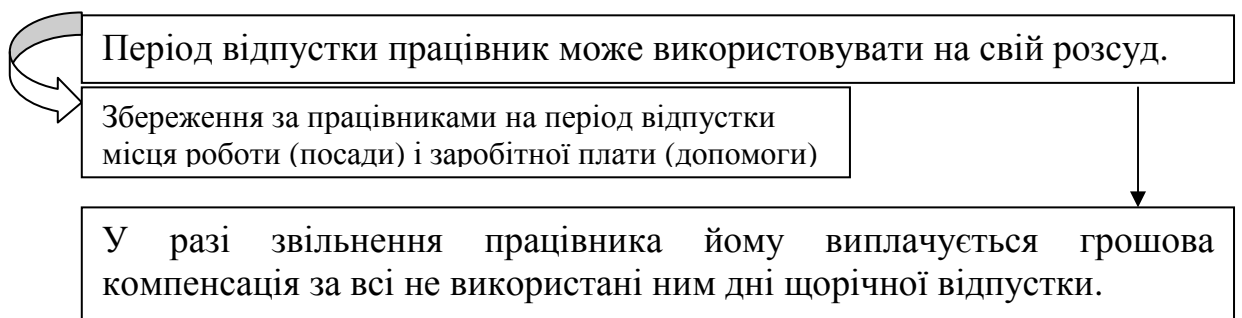 Період відпустки працівник може використовувати на свій розсуд.
Збереження за працівниками на період відпустки
місця роботи (посади) і заробітної плати (допомоги)
У разі звільнення працівника йому виплачується грошова
компенсація за всі не використані ним дні щорічної відпустки.